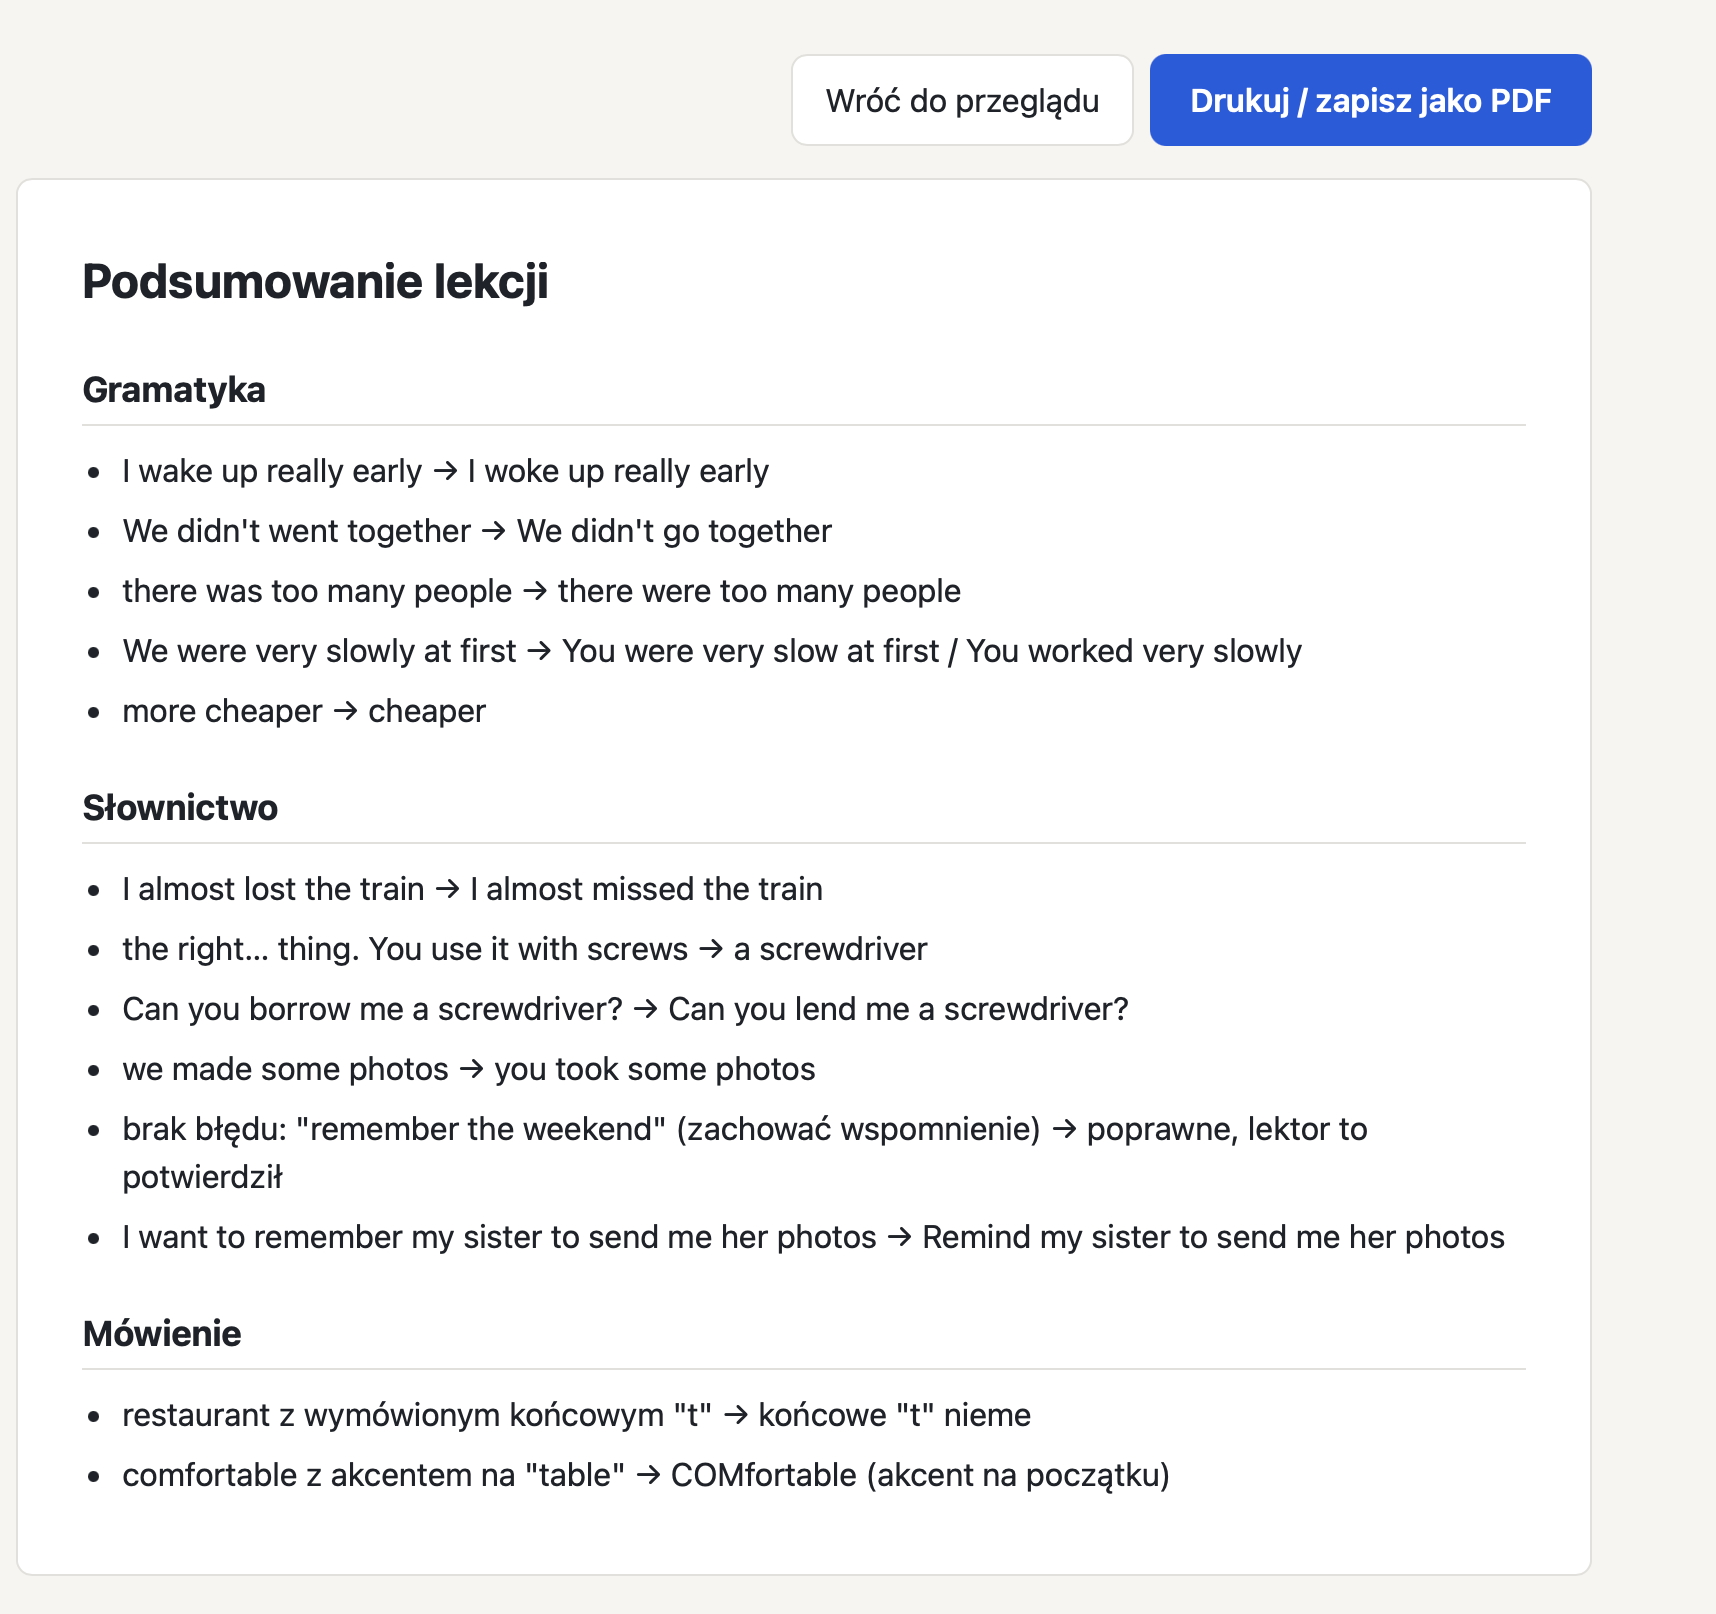 Wróć do przeglądu
Drukuj / zapisz jako PDF
Podsumowanie lekcji
Gramatyka
• I wake up really early → I woke up really early
• We didn't went together → We didn't go together
• there was too many people → there were too many people
• We were very slowly at first → You were very slow at first / You worked very slowly
• more cheaper → cheaper
Słownictwo
• I almost lost the train → I almost missed the train
• the right... thing. You use it with screws → a screwdriver
• Can you borrow me a screwdriver? → Can you lend me a screwdriver?
• we made some photos → you took some photos
• brak błędu: "remember the weekend" (zachować wspomnienie) → poprawne, lektor to
potwierdził
• I want to remember my sister to send me her photos → Remind my sister to send me her photos
Mówienie
• restaurant z wymówionym końcowym "t" → końcowe "t" nieme
• comfortable z akcentem na "table" → COMfortable (akcent na początku)